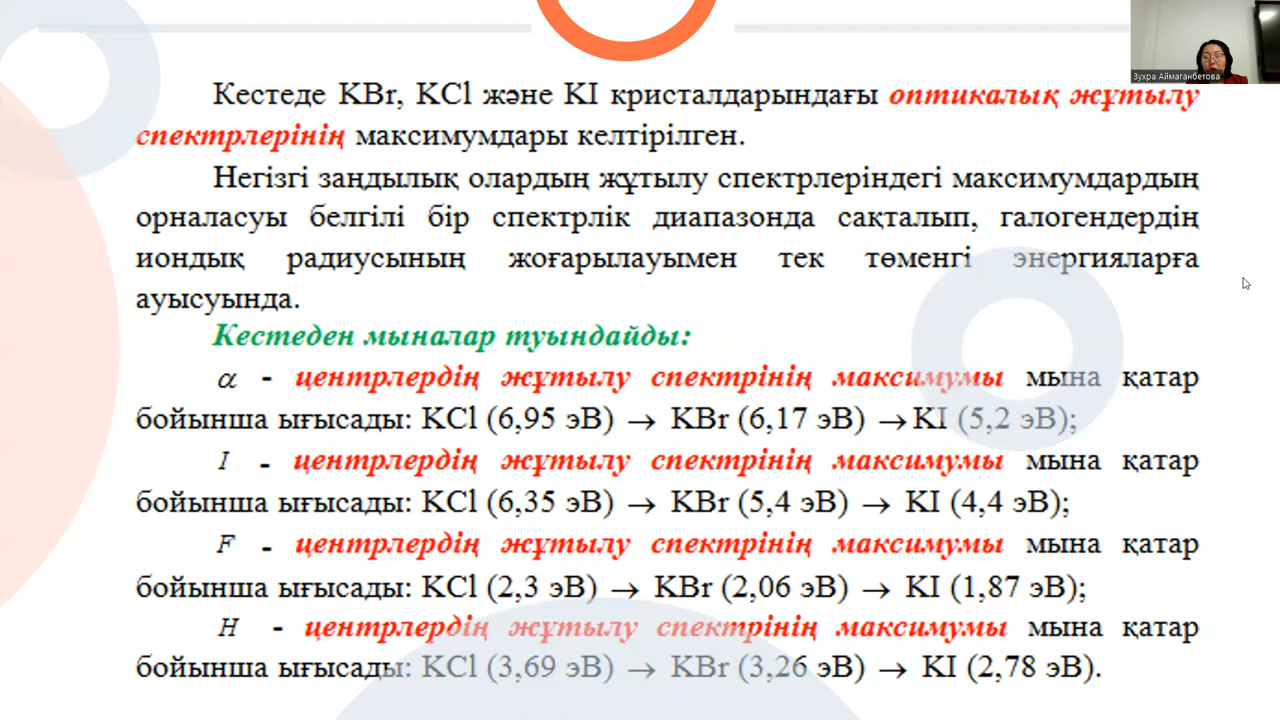 Зухра Аймаганбетова
Кестеде KBr, KCl және KI кристалдарындағы оптикалық жұтылу
спектрлерінің максимумдары келтірілген.
Негізгі заңдылық олардың жұтылу спектрлеріндегі максимумдардың
орналасуы белгілі бір спектрлік диапазонда сақталып, галогендердің
иондық радиусының жоғарылауымен тек төменгі энергияларға
ауысуында.
Кестеден мыналар туындайды:
α - центрлердің жұтылу спектрінің максимумы мына қатар
бойынша ығысады: KCl (6,95 эВ) → KBr (6,17 эВ) →KI (5,2 эВ);
I - центрлердің жұтылу спектрінің максимумы мына қатар
бойынша ығысады: KCl (6,35 эВ) → KBr (5,4 эВ) → KI (4,4 эВ);
F - центрлердің жұтылу спектрінің максимумы мына қатар
бойынша ығысады: KCl (2,3 эВ) → KBr (2,06 эВ) → KI (1,87 эВ);
H - центрлердің жұтылу спектрінің максимумы мына қатар
бойынша ығысады: KCl (3,69 эВ) → KBr (3,26 эВ) → KI (2,78 эВ).